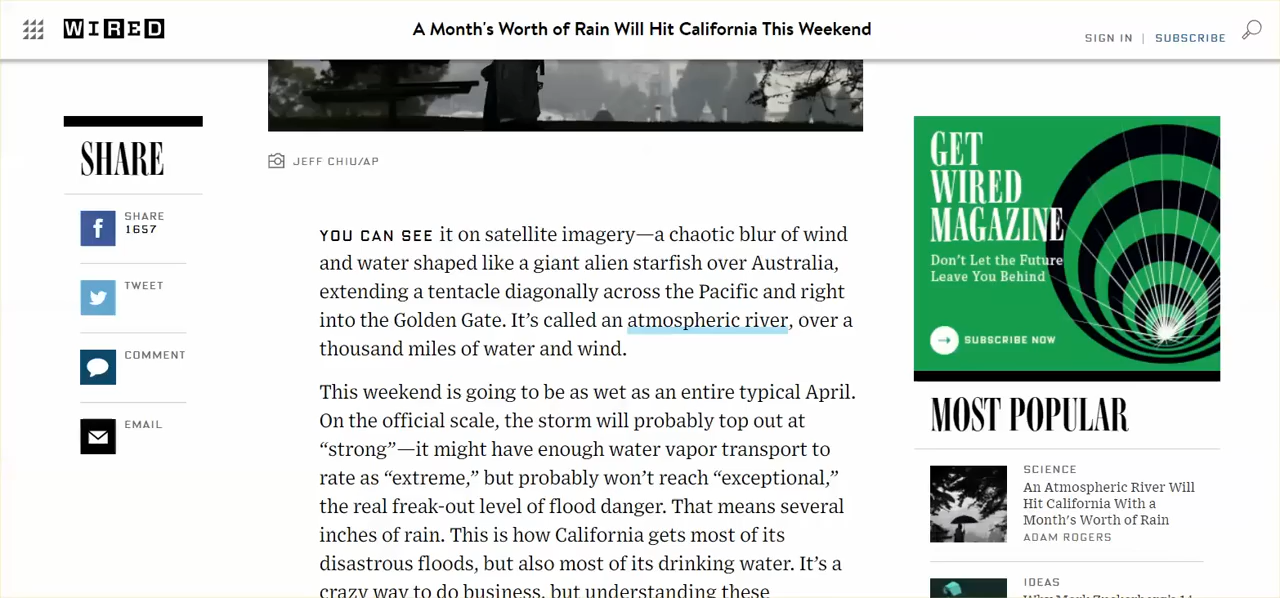 WIRED
A Month's Worth of Rain Will Hit California This Weekend
SIGN IN | SUBSCRIBE
SHARE
SHARE
1657
TWEET
COMMENT
EMAIL
JEFF CHIU/AP
YOU CAN SEE it on satellite imagery—a chaotic blur of wind
and water shaped like a giant alien starfish over Australia,
extending a tentacle diagonally across the Pacific and right
into the Golden Gate. It’s called an atmospheric river, over a
thousand miles of water and wind.
This weekend is going to be as wet as an entire typical April.
On the official scale, the storm will probably top out at
“strong”—it might have enough water vapor transport to
rate as “extreme,” but probably won’t reach “exceptional,”
the real freak-out level of flood danger. That means several
inches of rain. This is how California gets most of its
disastrous floods, but also most of its drinking water. It’s a
crazy way to do business, but understanding these
GET
WIRED
MAGAZINE
Don’t Let the Future
Leave You Behind
SUBSCRIBE NOW
MOST POPULAR
SCIENCE
An Atmospheric River Will
Hit California With a
Month’s Worth of Rain
ADAM ROGERS
IDEAS
Why Mark Zuckerberg’s 14